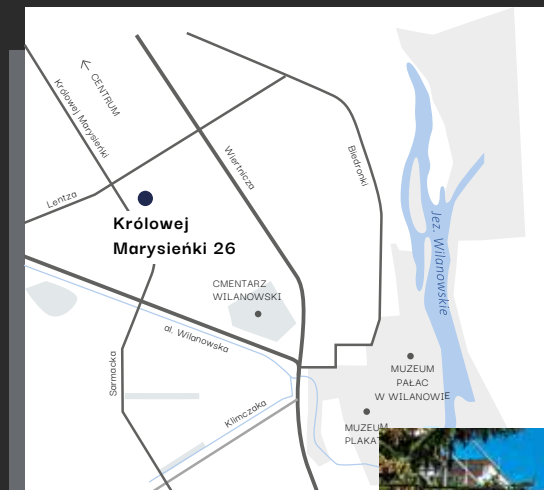 CENTRUM
Królowej Marysieńki
Wiertnicza
Biedronki
Lentza
Królowej
Marysieńki 26
Jez. Wilanowskie
CMENTARZ
WILANOWSKI
al. Wilanowska
Sarmacka
MUZEUM
PAŁAC
W WILANOWIE
Klimczaka
MUZEUM
PLAKAT